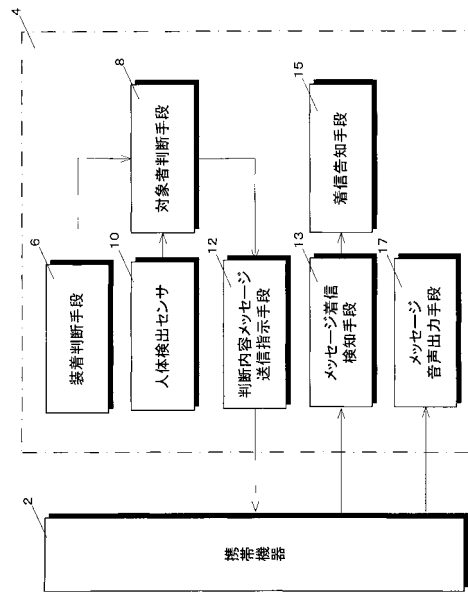 4
6
装着判断手段
8
対象者判断手段
10
人体検出センサ
12
判断内容メッセージ
送信指示手段
13
メッセージ着信
検知手段
15
着信告知手段
17
メッセージ
音声出力手段
2
携帯
機器